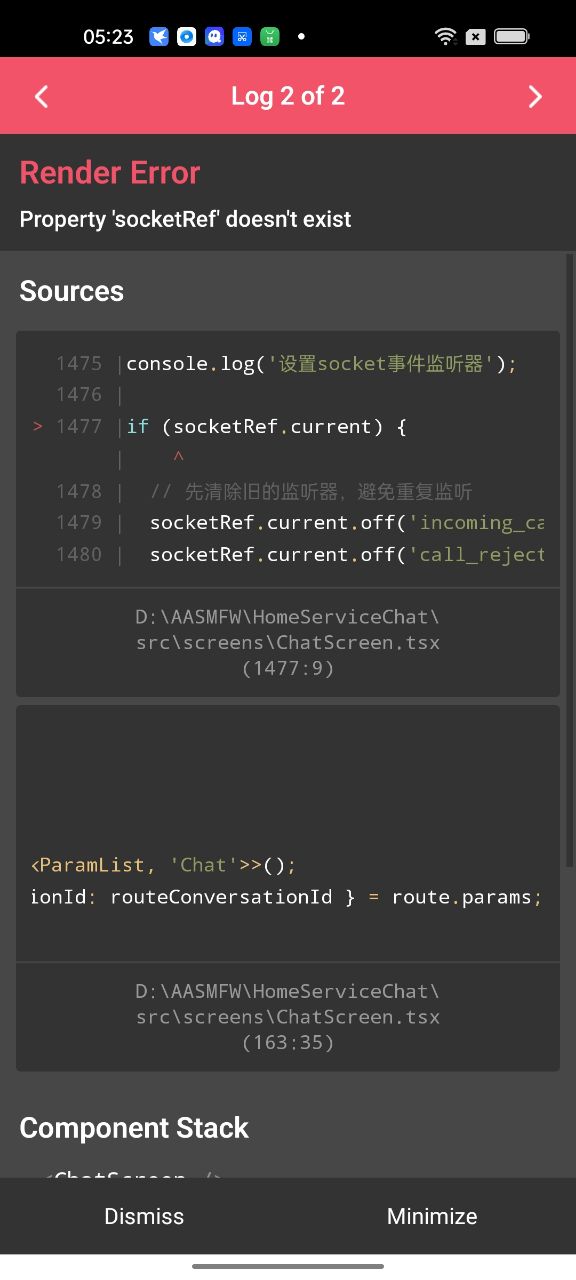 05:23
Log 2 of 2
Render Error
Property 'socketRef' doesn't exist
Sources
1475 |console.log('设置socket事件监听器');
1476 |
> 1477 |if (socketRef.current) {
| ^
1478 | // 先清除旧的监听器，避免重复监听
1479 | socketRef.current.off('incoming_ca
1480 | socketRef.current.off('call_reject
D:\AASMFW\HomeServiceChat\
src\screens\ChatScreen.tsx
(1477:9)
<ParamList, 'Chat'>>();
ionId: routeConversationId } = route.params;
D:\AASMFW\HomeServiceChat\
src\screens\ChatScreen.tsx
(163:35)
Component Stack
<ChatScreen />
Dismiss
Minimize